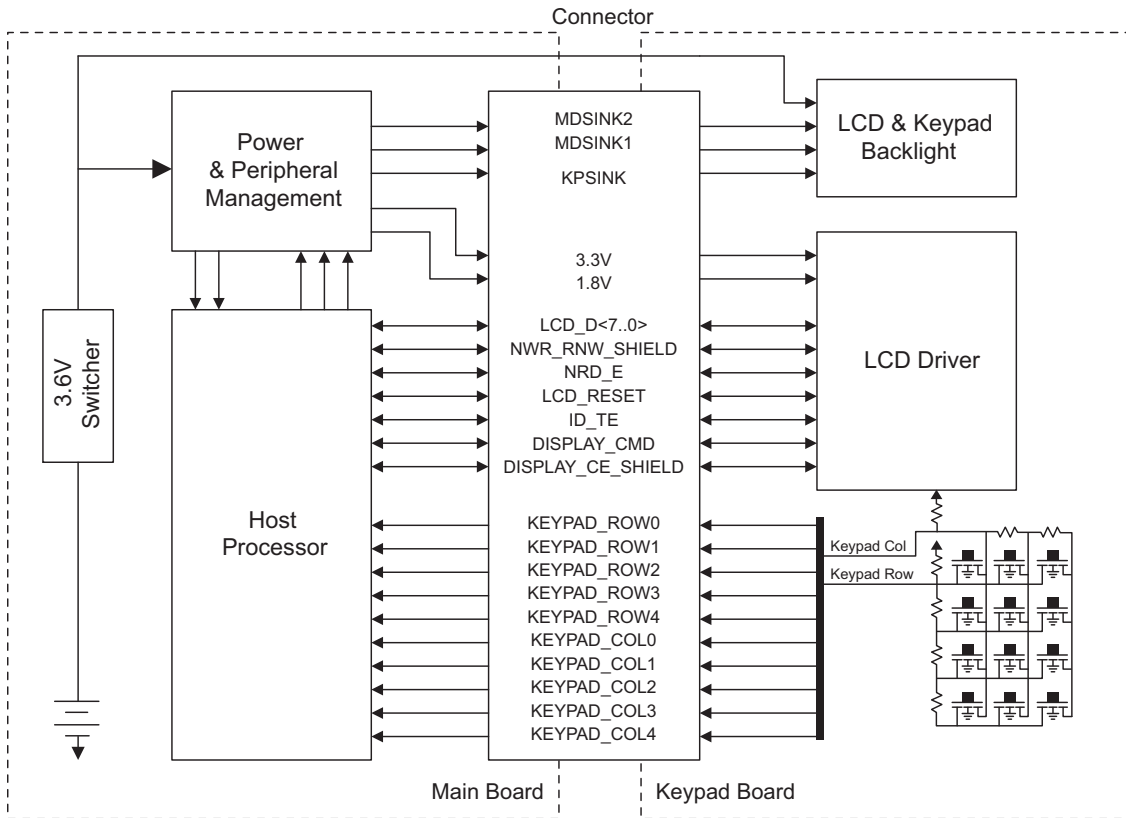 Connector
Power
& Peripheral
Management
MDSINK2
MDSINK1
KPSINK
LCD & Keypad
Backlight
3.3V
1.8V
3.6V
Switcher
LCD_D<7..0>
NWR_RNW_SHIELD
NRD_E
LCD_RESET
ID_TE
DISPLAY_CMD
DISPLAY_CE_SHIELD
LCD Driver
Host
Processor
KEYPAD_ROW0
KEYPAD_ROW1
KEYPAD_ROW2
KEYPAD_ROW3
KEYPAD_ROW4
KEYPAD_COL0
KEYPAD_COL1
KEYPAD_COL2
KEYPAD_COL3
KEYPAD_COL4
Keypad Col
Keypad Row
Main Board
Keypad Board